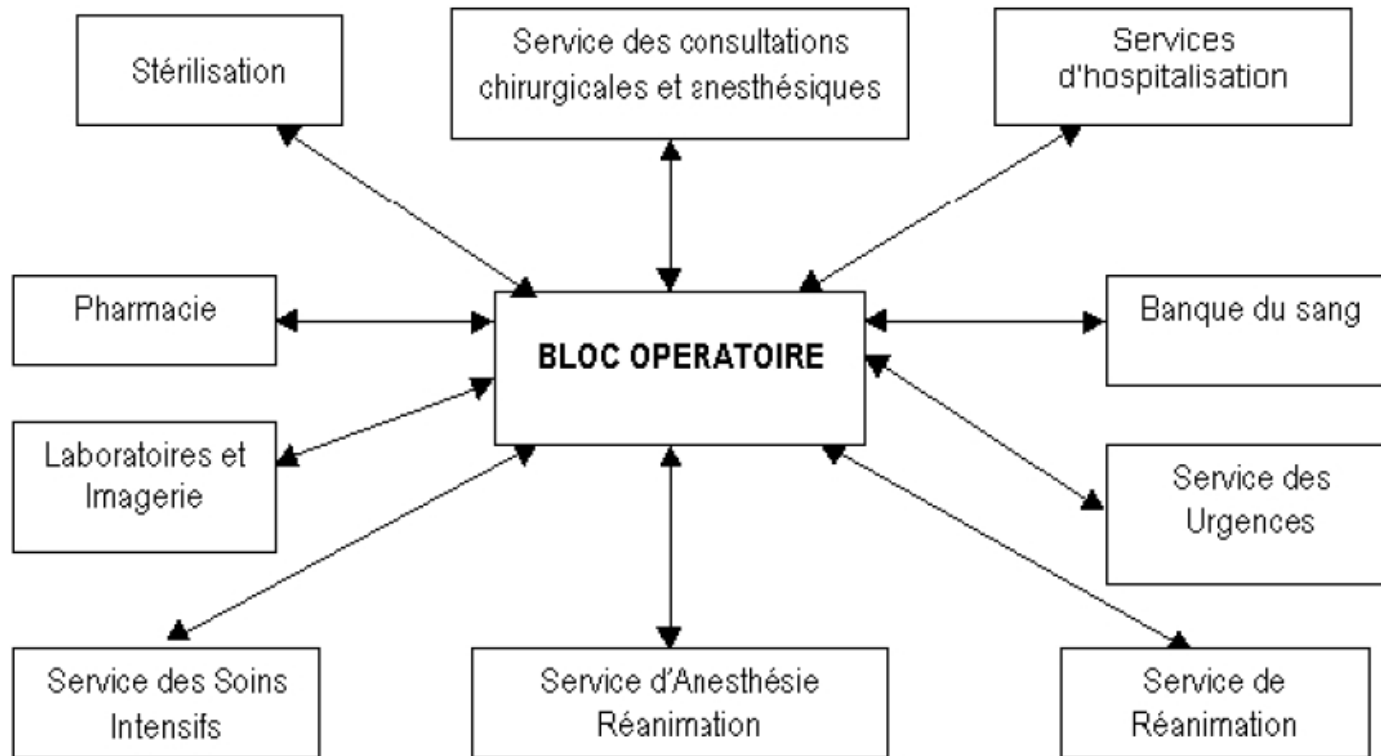 Stérilisation
Service des consultations
chirurgicales et anesthésiques
Services
d'hospitalisation
Pharmacie
BLOC OPERATOIRE
Banque du sang
Laboratoires et
Imagerie
Service des
Urgences
Service des Soins
Intensifs
Service d'Anesthésie
Réanimation
Service de
Réanimation